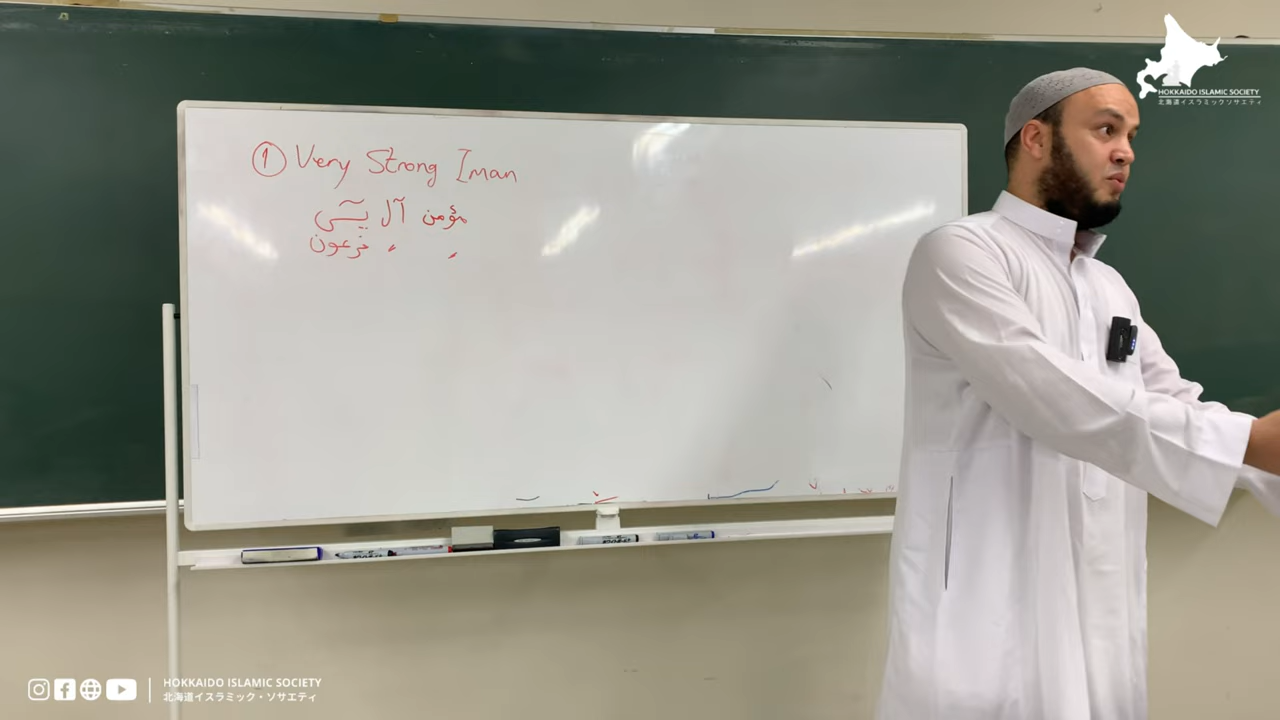 ① Very Strong Iman
مؤمن آل يـٓس
〃 〃 فرعون
HOKKAIDO ISLAMIC SOCIETY
北海道イスラミックソサエティ
HOKKAIDO ISLAMIC SOCIETY
北海道イスラミック・ソサエティ